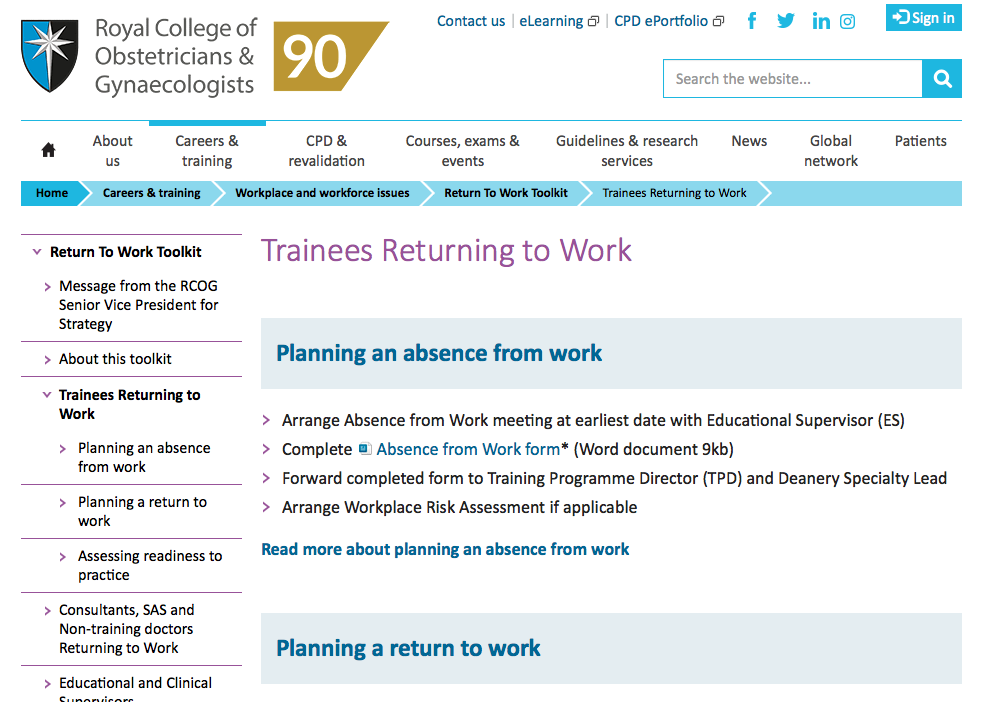 Royal College of
Obstetricians &
Gynaecologists
90
Contact us
eLearning
CPD ePortfolio
Sign in
Search the website...
About
us
Careers &
training
CPD &
revalidation
Courses, exams &
events
Guidelines & research
services
News
Global
network
Patients
Home
Careers & training
Workplace and workforce issues
Return To Work Toolkit
Trainees Returning to Work
Return To Work Toolkit
Message from the RCOG
Senior Vice President for
Strategy
About this toolkit
Trainees Returning to
Work
Planning an absence
from work
Planning a return to
work
Assessing readiness to
practice
Consultants, SAS and
Non-training doctors
Returning to Work
Educational and Clinical
Supervisors
Trainees Returning to Work
Planning an absence from work
Arrange Absence from Work meeting at earliest date with Educational Supervisor (ES)
Complete Absence from Work form* (Word document 9kb)
Forward completed form to Training Programme Director (TPD) and Deanery Specialty Lead
Arrange Workplace Risk Assessment if applicable
Read more about planning an absence from work
Planning a return to work